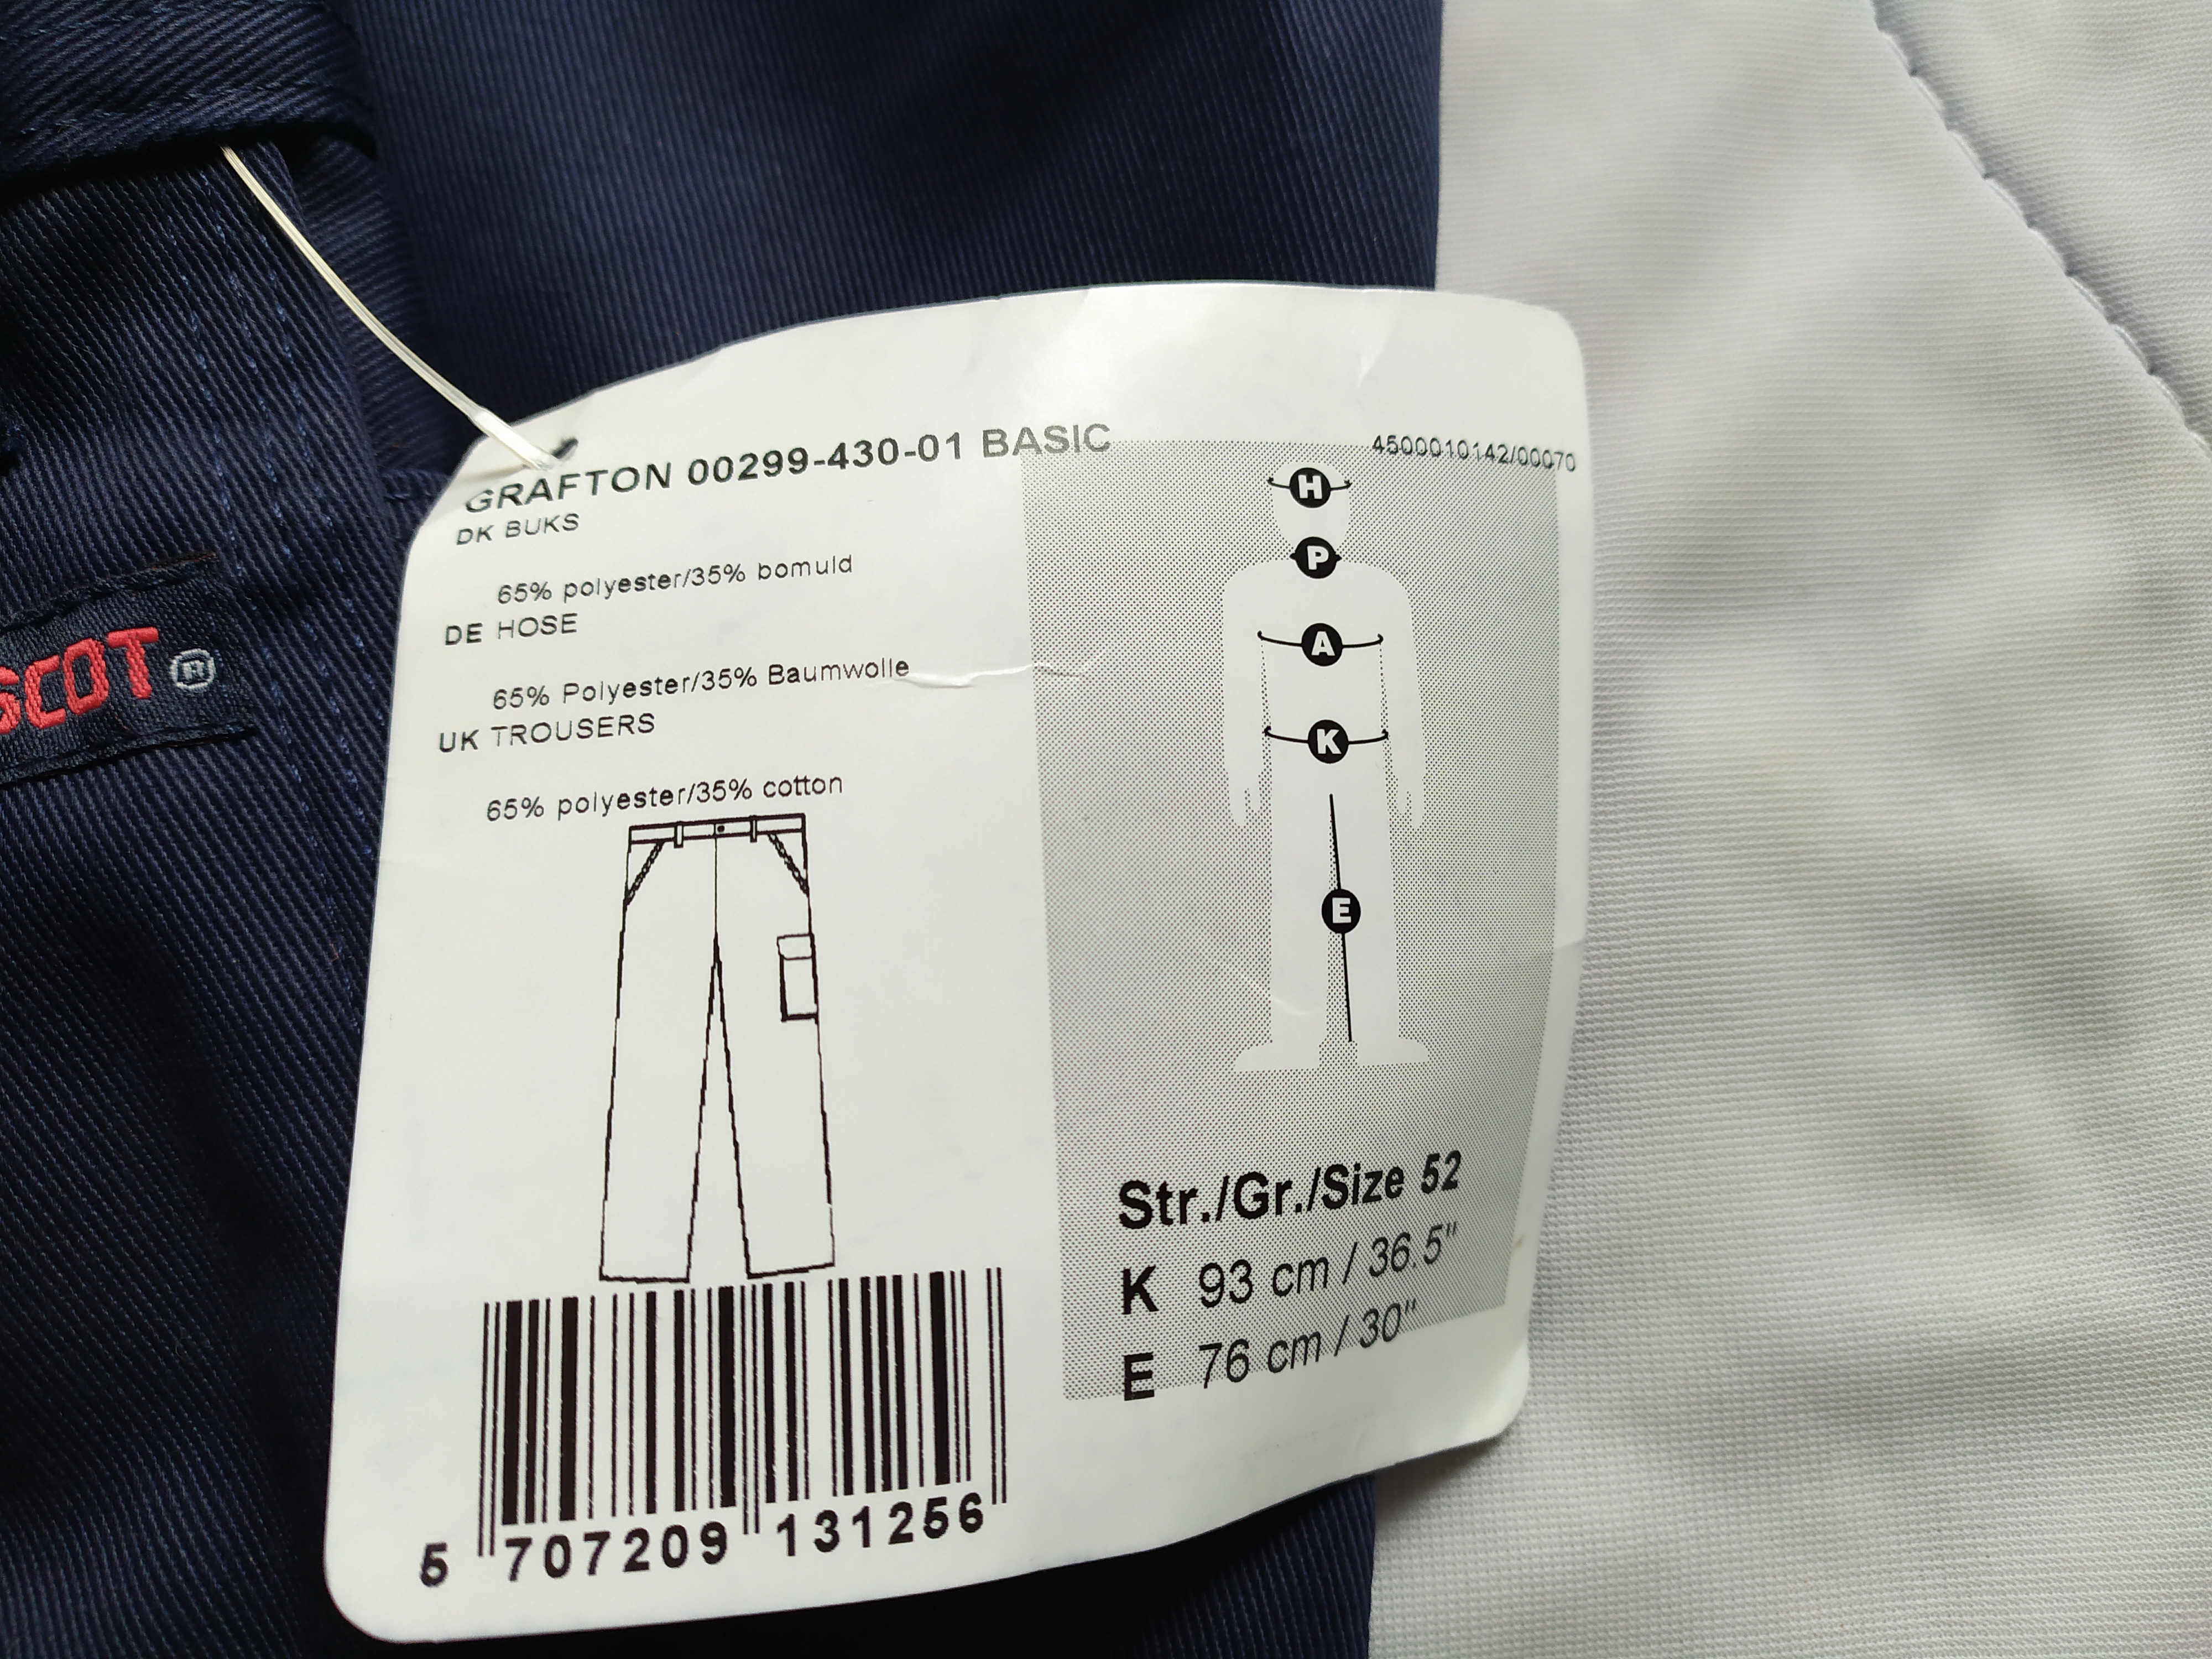 GRAFTON 00299-430-01 BASIC
4500010142/00070
DK BUKS
65% polyester/35% bomuld
DE HOSE
65% Polyester/35% Baumwolle
UK TROUSERS
65% polyester/35% cotton
H
P
A
K
E
Str./Gr./Size 52
K 93 cm / 36.5"
E 76 cm / 30"
5 707209 131256
SCOT®